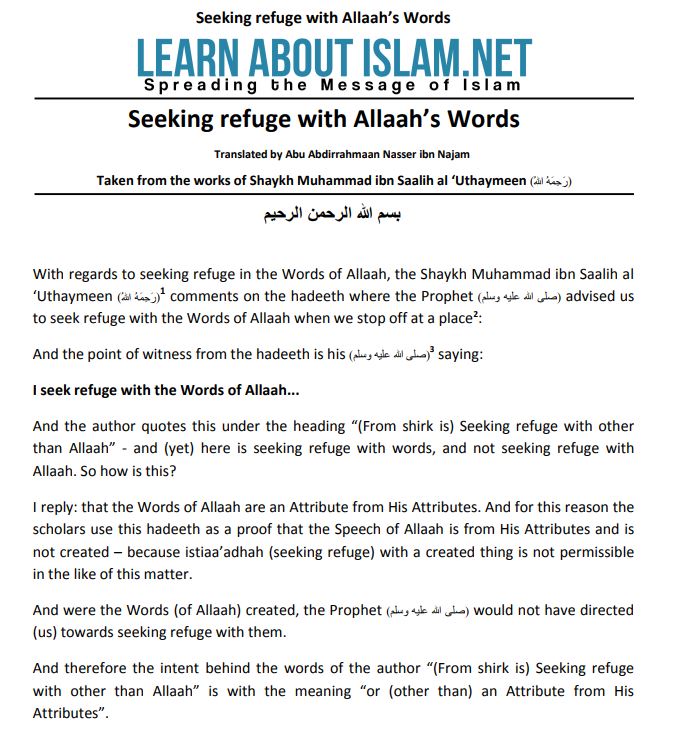 Seeking refuge with Allaah’s Words
LEARN ABOUT ISLAM.NET
Spreading the Message of Islam
Seeking refuge with Allaah’s Words
Translated by Abu Abdirrahmaan Nasser ibn Najam
Taken from the works of Shaykh Muhammad ibn Saalih al ‘Uthaymeen (رَحِمَهُ اللهُ)
بسم الله الرحمن الرحيم
With regards to seeking refuge in the Words of Allaah, the Shaykh Muhammad ibn Saalih al
‘Uthaymeen (رَحِمَهُ اللهُ)¹ comments on the hadeeth where the Prophet (صلى الله عليه وسلم) advised us
to seek refuge with the Words of Allaah when we stop off at a place²:
And the point of witness from the hadeeth is his (صلى الله عليه وسلم)³ saying:
I seek refuge with the Words of Allaah...
And the author quotes this under the heading “(From shirk is) Seeking refuge with other
than Allaah” - and (yet) here is seeking refuge with words, and not seeking refuge with
Allaah. So how is this?
I reply: that the Words of Allaah are an Attribute from His Attributes. And for this reason the
scholars use this hadeeth as a proof that the Speech of Allaah is from His Attributes and is
not created – because istiaa’adhah (seeking refuge) with a created thing is not permissible
in the like of this matter.
And were the Words (of Allaah) created, the Prophet (صلى الله عليه وسلم) would not have directed
(us) towards seeking refuge with them.
And therefore the intent behind the words of the author “(From shirk is) Seeking refuge
with other than Allaah” is with the meaning “or (other than) an Attribute from His
Attributes”.